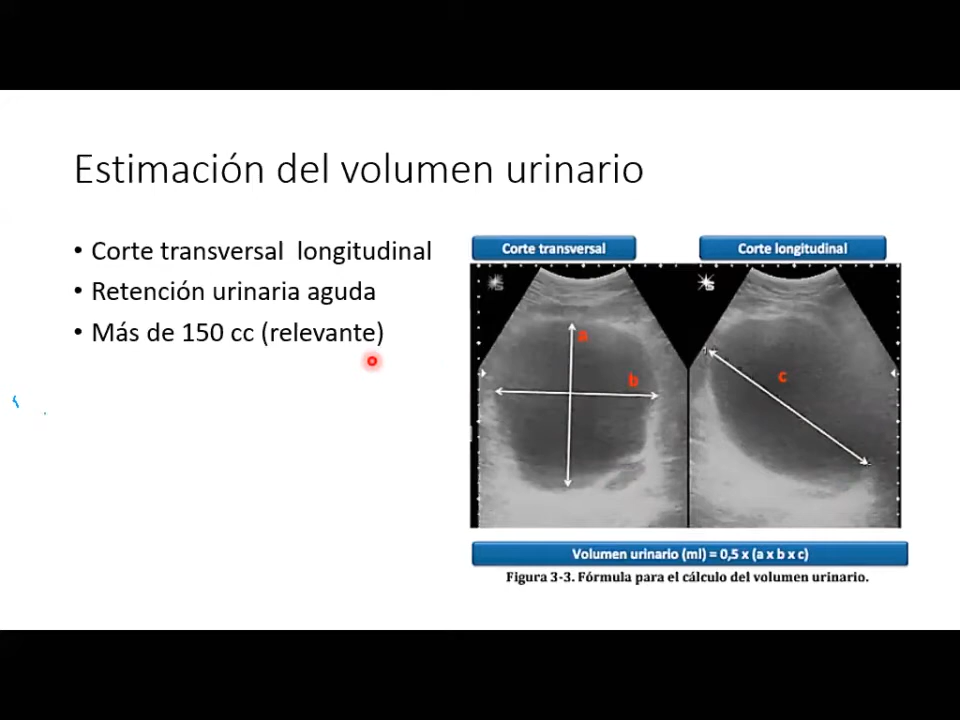 Estimación del volumen urinario
• Corte transversal longitudinal
• Retención urinaria aguda
• Más de 150 cc (relevante)
Corte transversal
Corte longitudinal
a
b
c
Volumen urinario (ml) = 0,5 x (a x b x c)
Figura 3-3. Fórmula para el cálculo del volumen urinario.